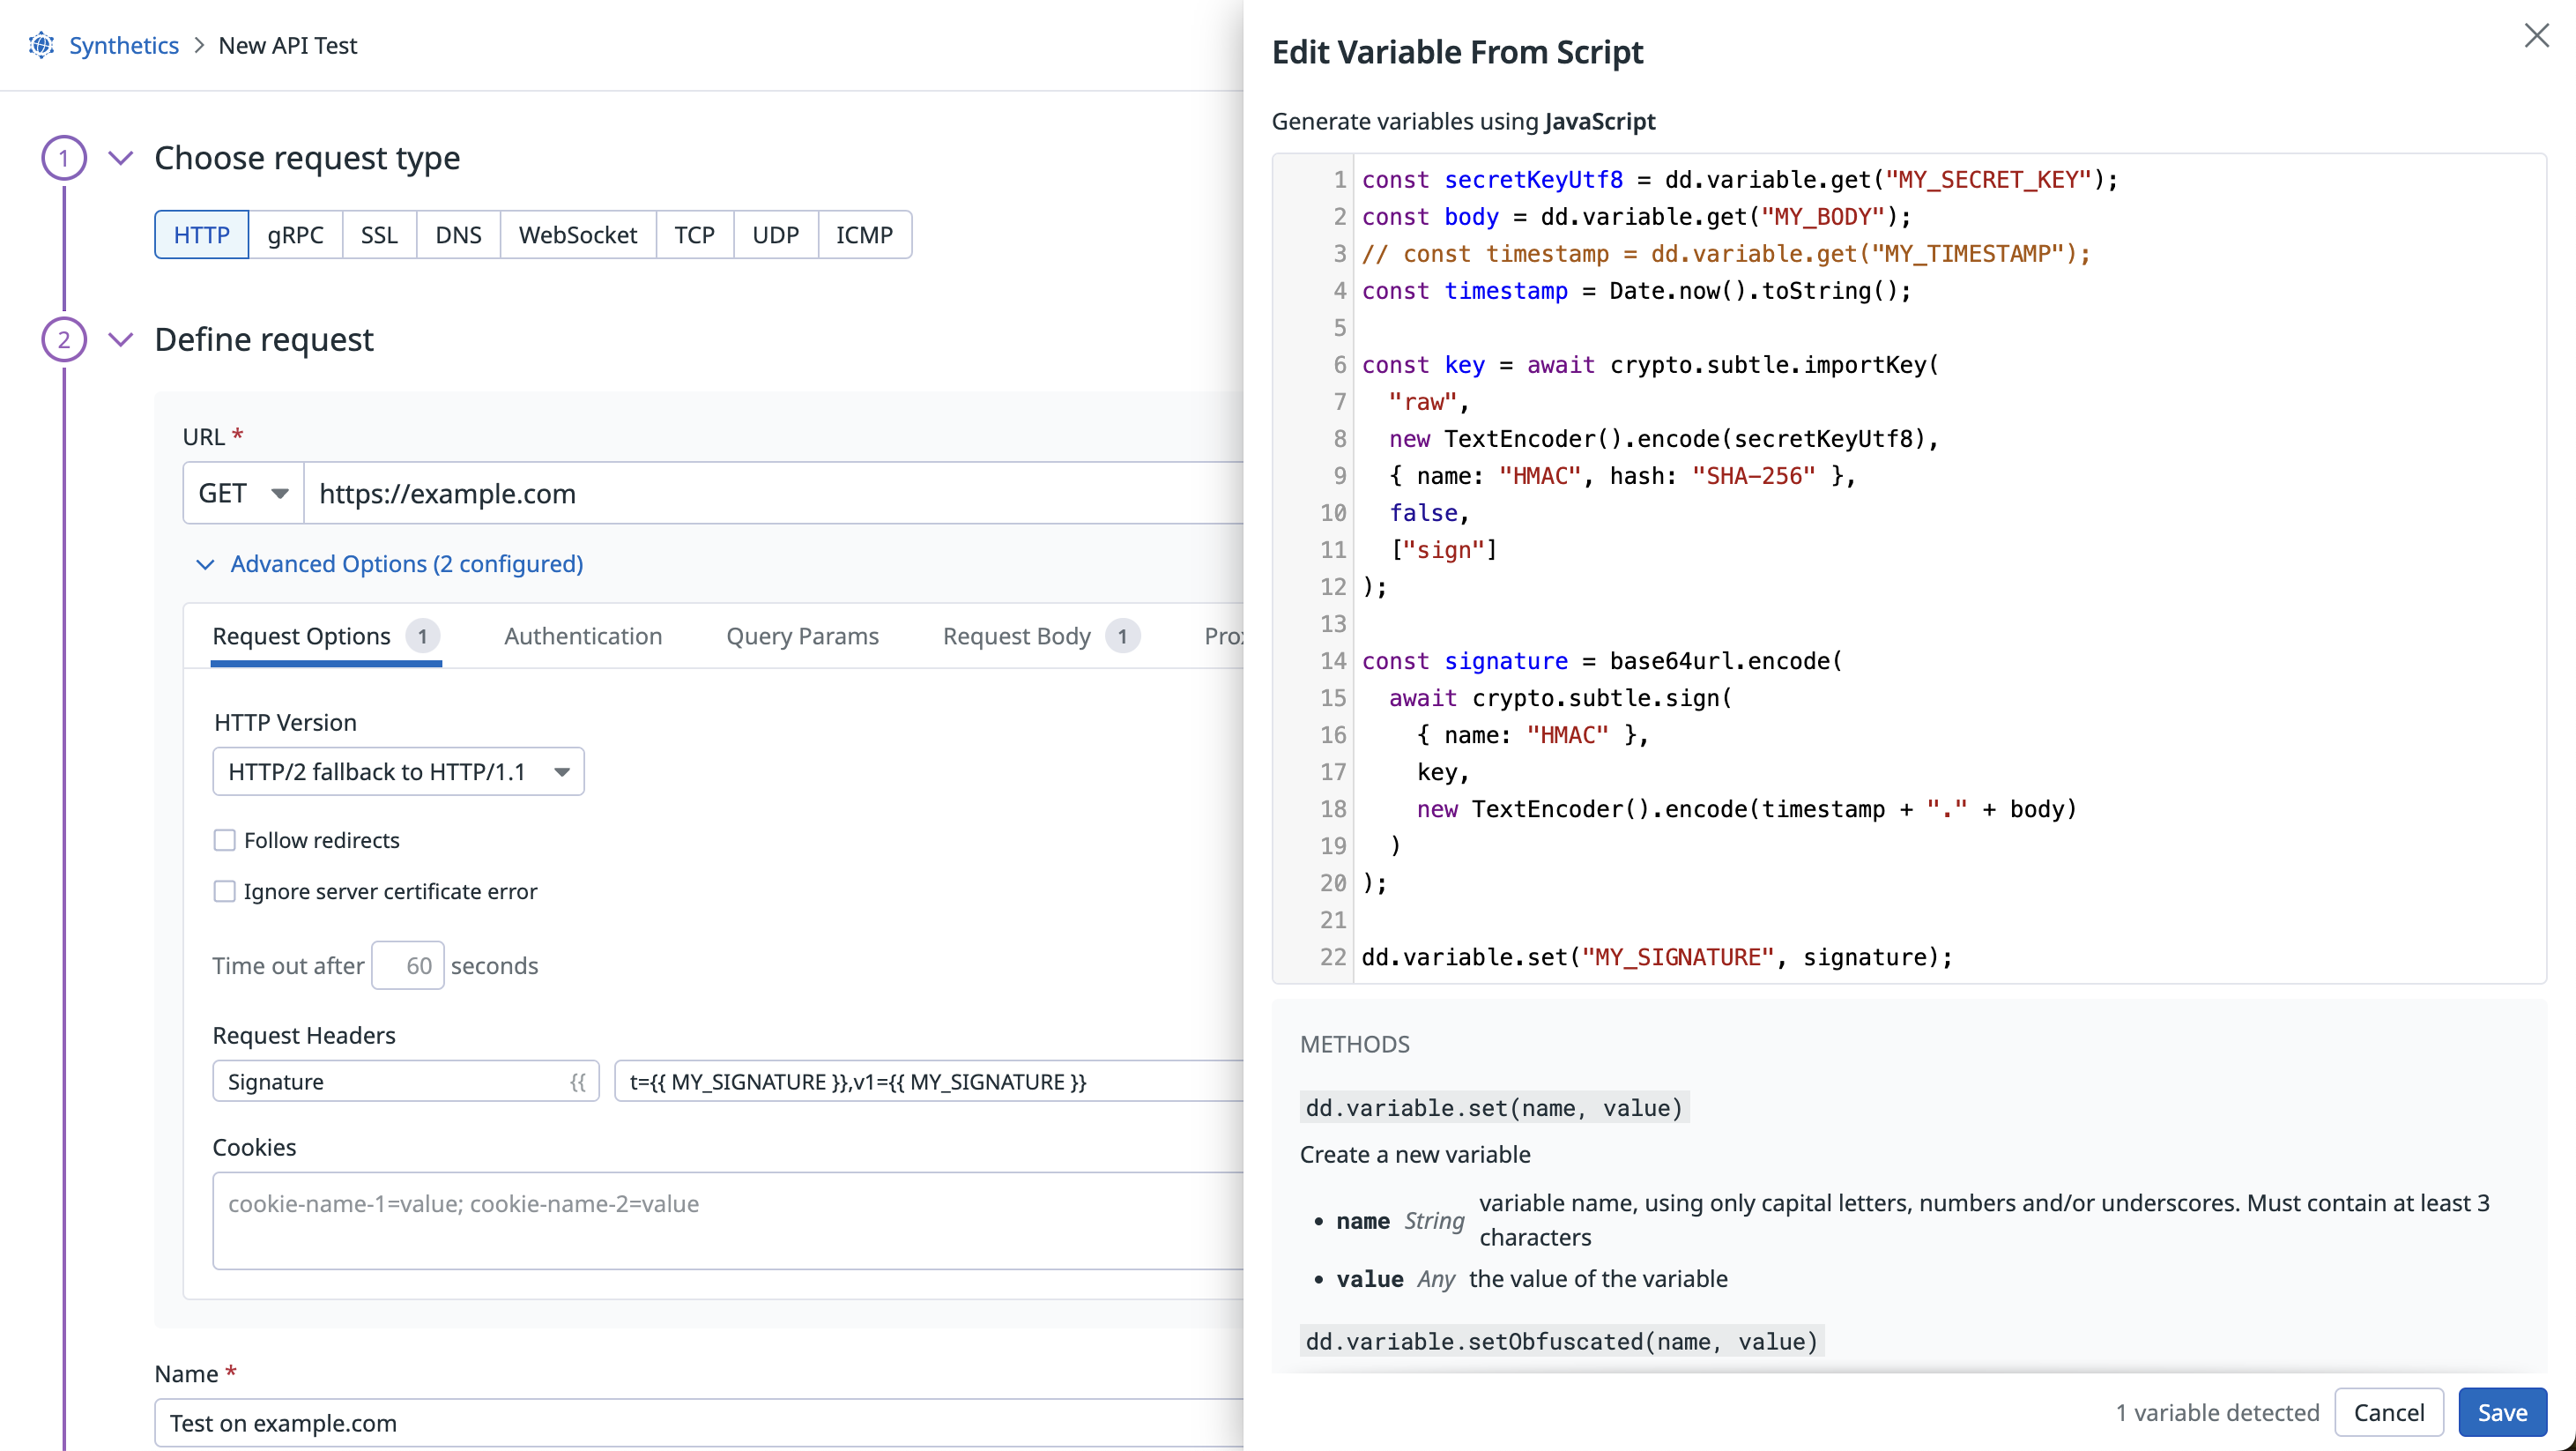 Synthetics > New API Test
1
Choose request type
HTTP gRPC SSL DNS WebSocket TCP UDP ICMP
2
Define request
URL *
GET https://example.com
Advanced Options (2 configured)
Request Options 1 Authentication Query Params Request Body 1
HTTP Version
HTTP/2 fallback to HTTP/1.1
Follow redirects
Ignore server certificate error
Time out after 60 seconds
Request Headers
Signature {{ t={{ MY_SIGNATURE }},v1={{ MY_SIGNATURE }}
Cookies
cookie-name-1=value; cookie-name-2=value
Name *
Test on example.com
Edit Variable From Script
Generate variables using JavaScript
1 const secretKeyUtf8 = dd.variable.get("MY_SECRET_KEY");
2 const body = dd.variable.get("MY_BODY");
3 // const timestamp = dd.variable.get("MY_TIMESTAMP");
4 const timestamp = Date.now().toString();
5
6 const key = await crypto.subtle.importKey(
7 "raw",
8 new TextEncoder().encode(secretKeyUtf8),
9 { name: "HMAC", hash: "SHA-256" },
10 false,
11 ["sign"]
12 );
13
14 const signature = base64url.encode(
15 await crypto.subtle.sign(
16 { name: "HMAC" },
17 key,
18 new TextEncoder().encode(timestamp + "." + body)
19 )
20 );
21
22 dd.variable.set("MY_SIGNATURE", signature);
METHODS
dd.variable.set(name, value)
Create a new variable
• name String variable name, using only capital letters, numbers and/or underscores. Must contain at least 3
characters
• value Any the value of the variable
dd.variable.setObfuscated(name, value)
1 variable detected Cancel Save